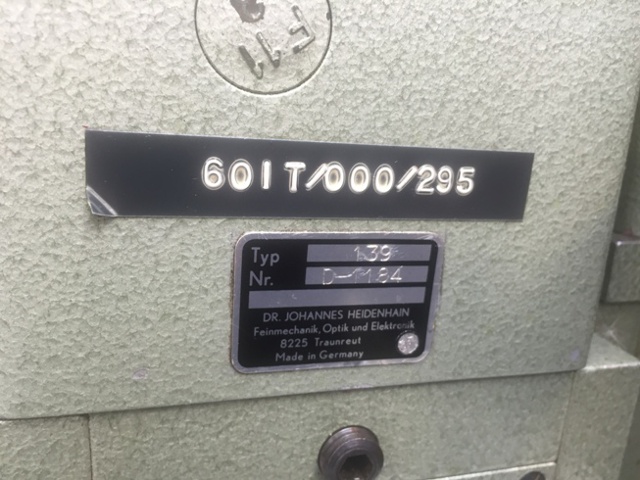 F11
601T/000/295
Typ 139
Nr. D-1184
DR. JOHANNES HEIDENHAIN
Feinmechanik, Optik und Elektronik
8225 Traunreut
Made in Germany